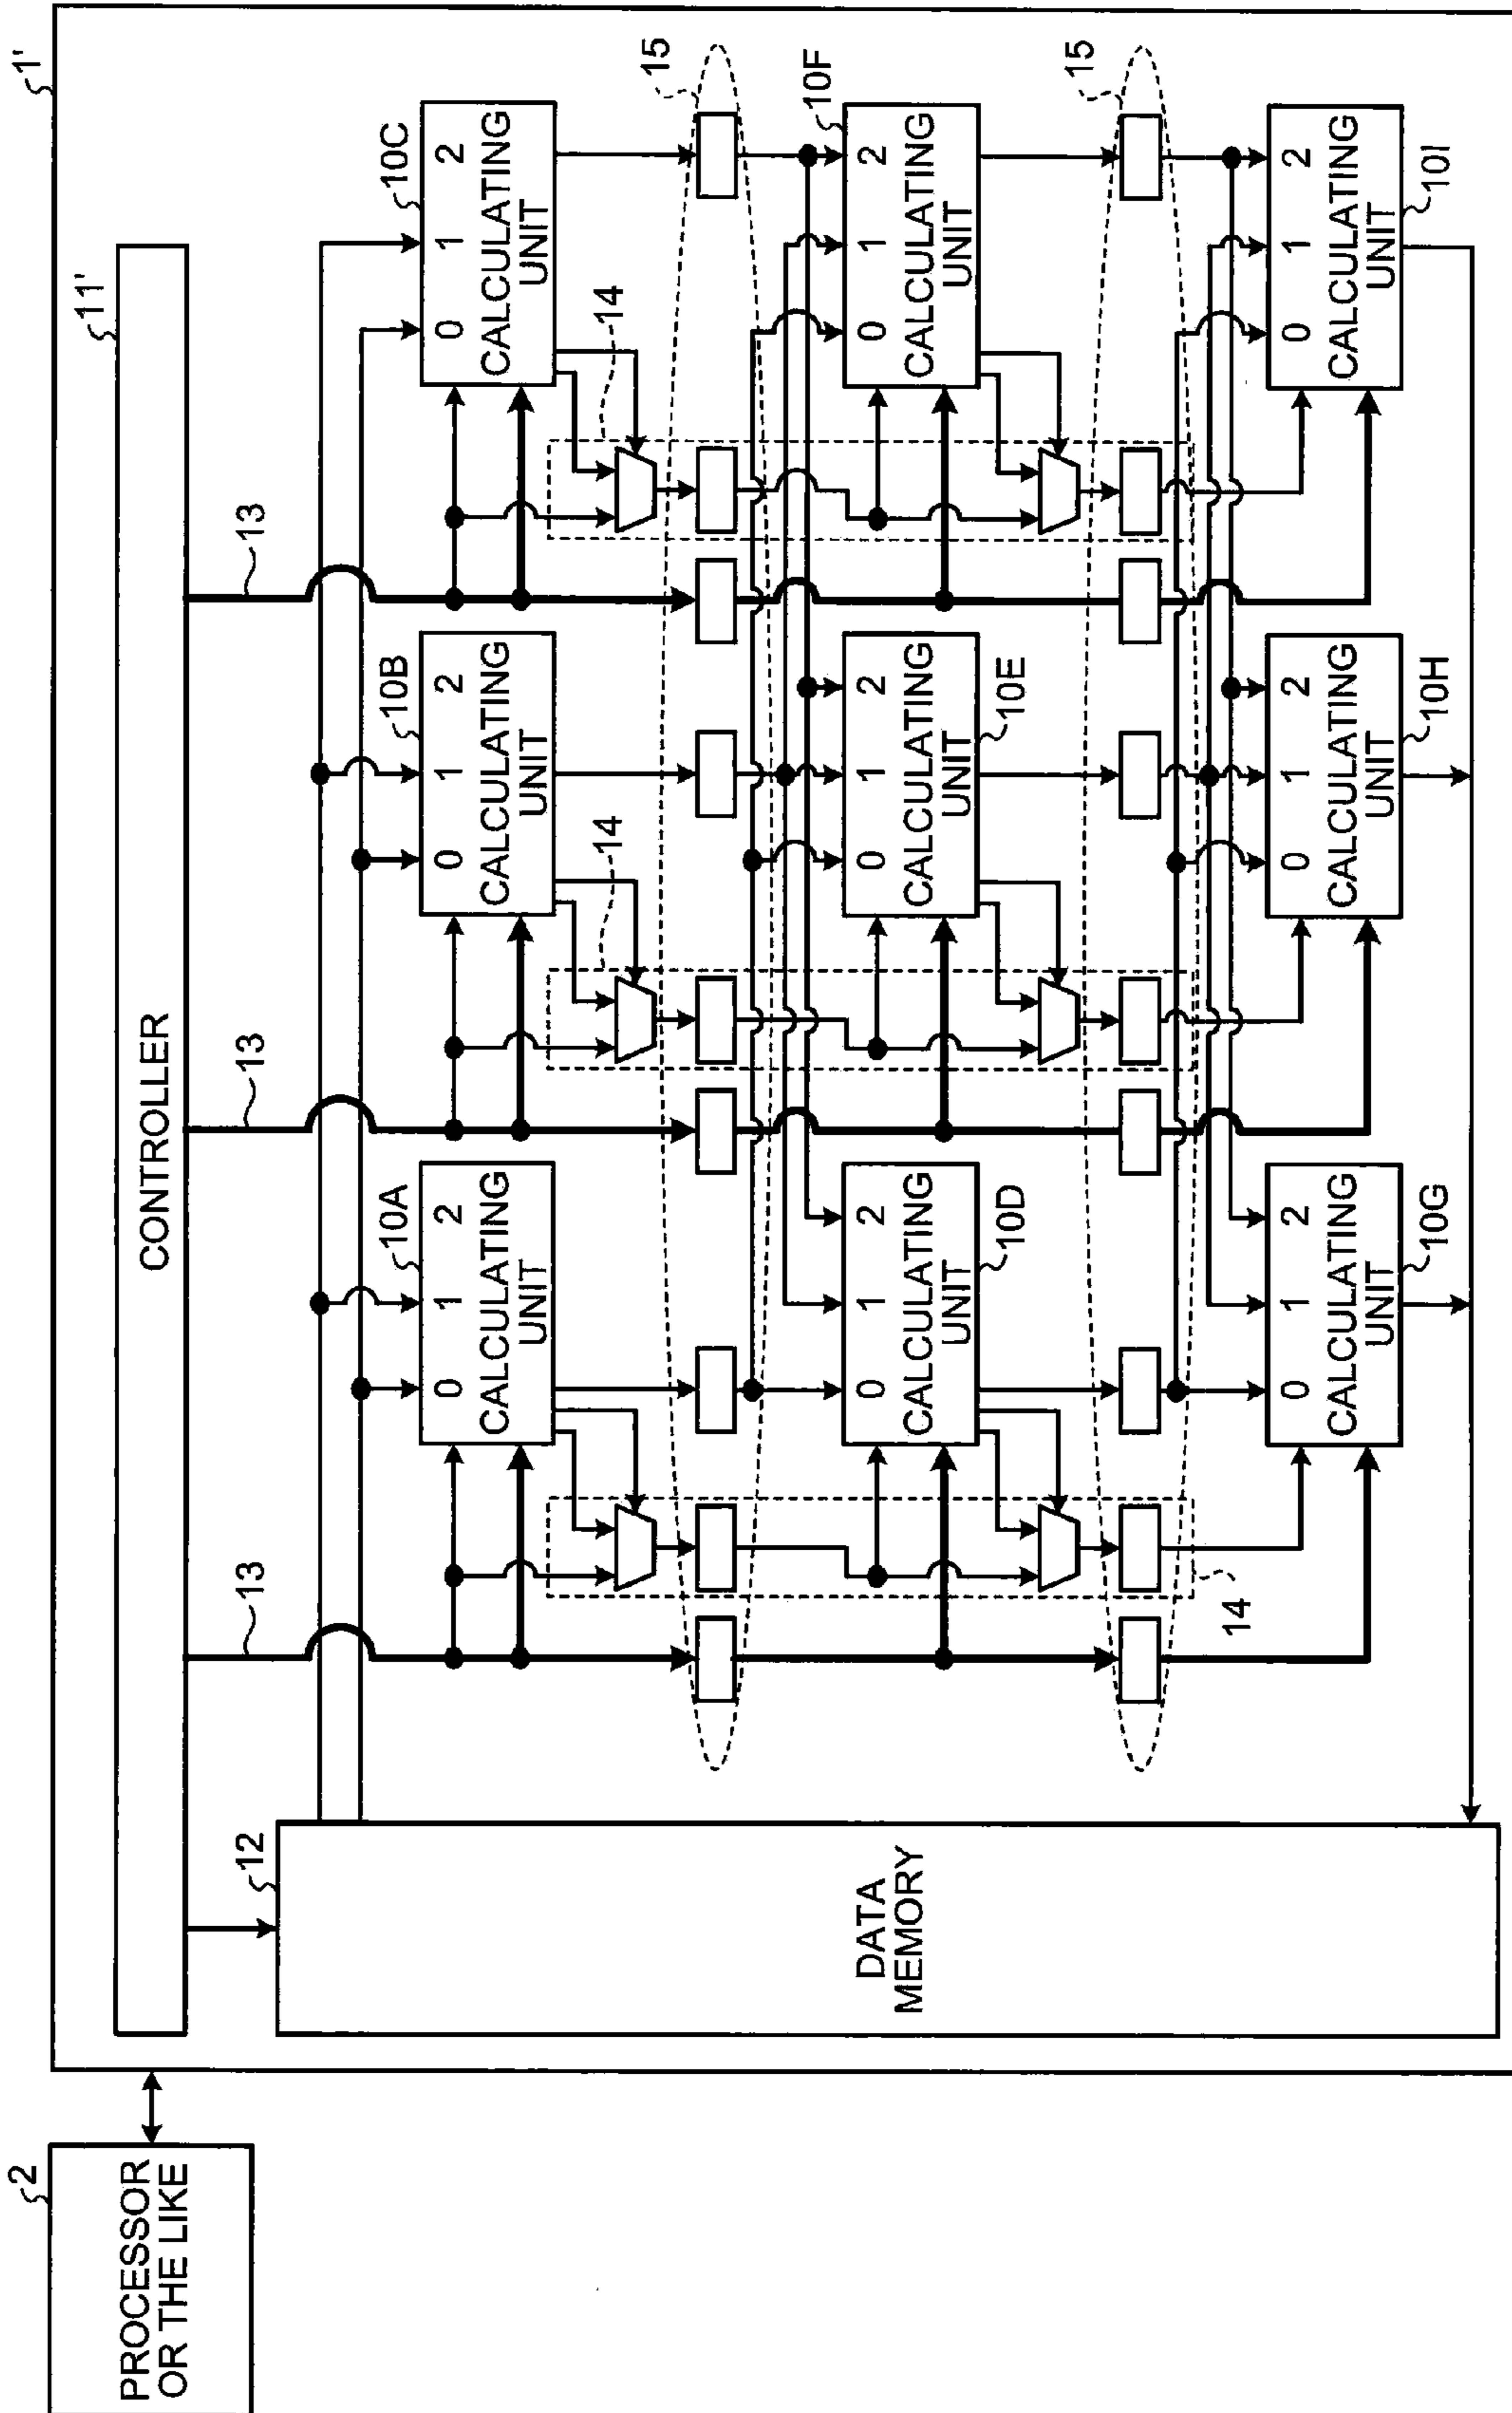 2
PROCESSOR
OR THE LIKE
1'
11'
CONTROLLER
12
DATA
MEMORY
13
13
13
10A
0 1 2
CALCULATING
UNIT
10B
0 1 2
CALCULATING
UNIT
10C
0 1 2
CALCULATING
UNIT
14
14
15
10D
0 1 2
CALCULATING
UNIT
10E
0 1 2
CALCULATING
UNIT
10F
0 1 2
CALCULATING
UNIT
14
15
10G
0 1 2
CALCULATING
UNIT
10H
0 1 2
CALCULATING
UNIT
10I
0 1 2
CALCULATING
UNIT